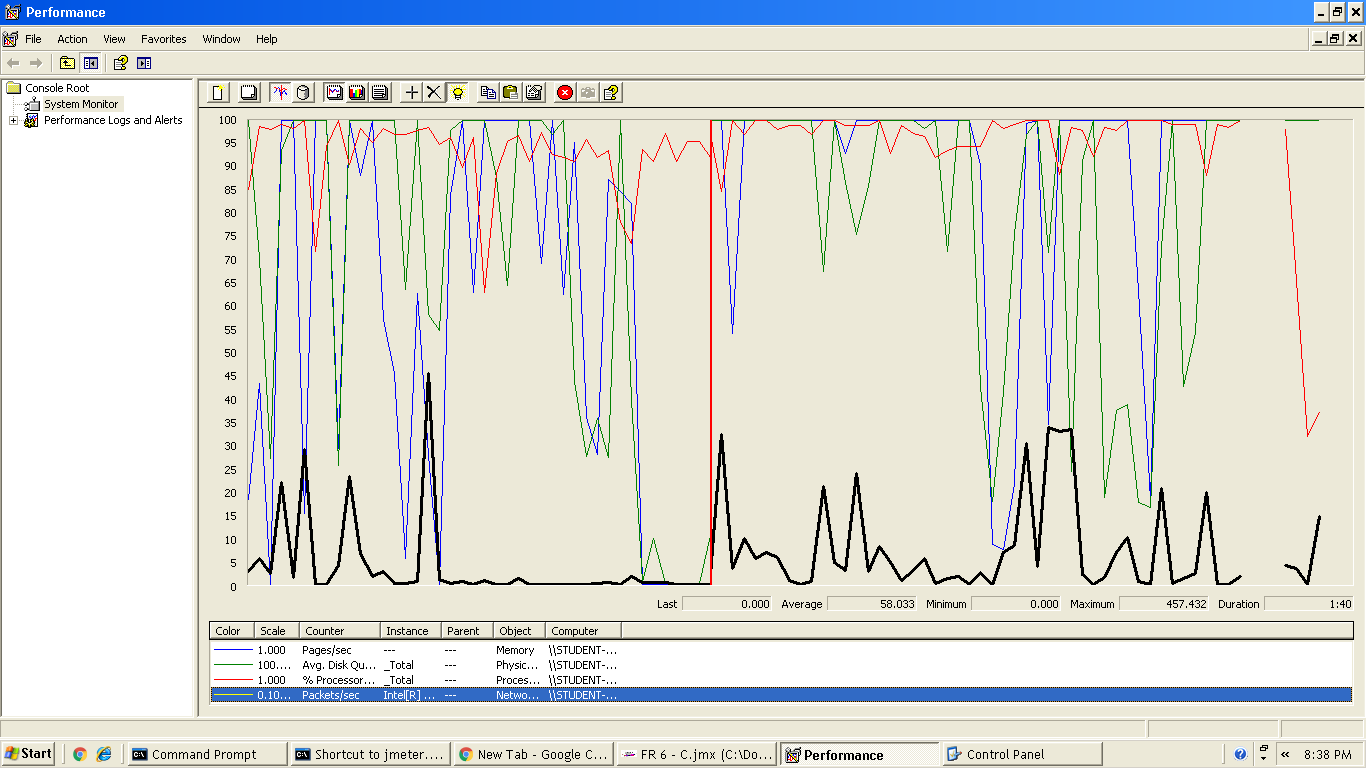 Performance
File Action View Favorites Window Help
Console Root
System Monitor
Performance Logs and Alerts
100
95
90
85
80
75
70
65
60
55
50
45
40
35
30
25
20
15
10
5
0
Last 0.000 Average 58.033 Minimum 0.000 Maximum 457.432 Duration 1:40
Color Scale Counter Instance Parent Object Computer
1.000 Pages/sec --- --- Memory \\STUDENT-...
100.... Avg. Disk Qu... _Total --- Physic... \\STUDENT-...
1.000 % Processor... _Total --- Proces... \\STUDENT-...
0.10... Packets/sec Intel[R] ... --- Netwo... \\STUDENT-...
Start Command Prompt Shortcut to jmeter.... New Tab - Google C... FR 6 - C.jmx (C:\Do... Performance Control Panel 8:38 PM